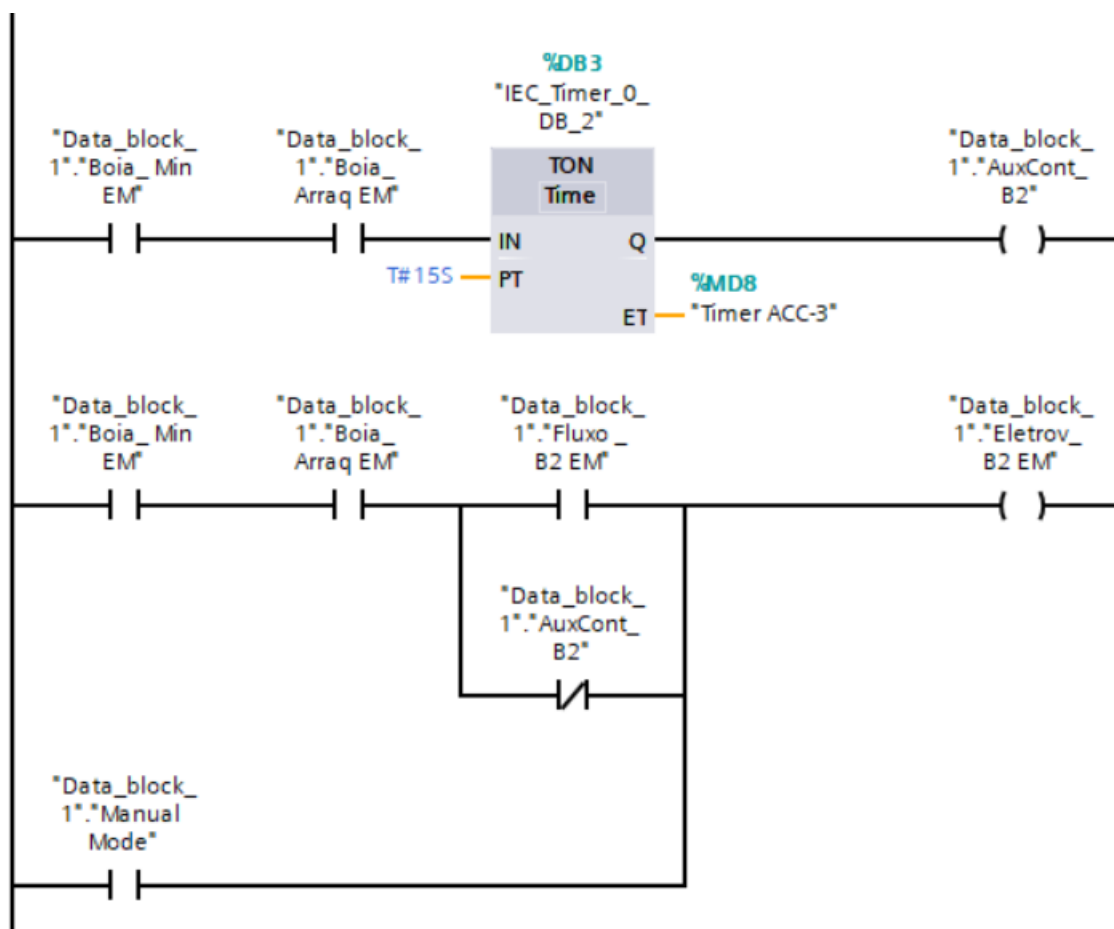 %DB3
"IEC_Timer_0_
DB_2"
"Data_block_
1"."Boia_ Min
EM"
"Data_block_
1"."Boia_
Arraq EM"
TON
Time
"Data_block_
1"."AuxCont_
B2"
IN
Q
T#15S
PT
%MD8
ET
"Timer ACC-3"
"Data_block_
1"."Boia_ Min
EM"
"Data_block_
1"."Boia_
Arraq EM"
"Data_block_
1"."Fluxo _
B2 EM"
"Data_block_
1"."Eletrov_
B2 EM"
"Data_block_
1"."AuxCont_
B2"
"Data_block_
1"."Manual
Mode"